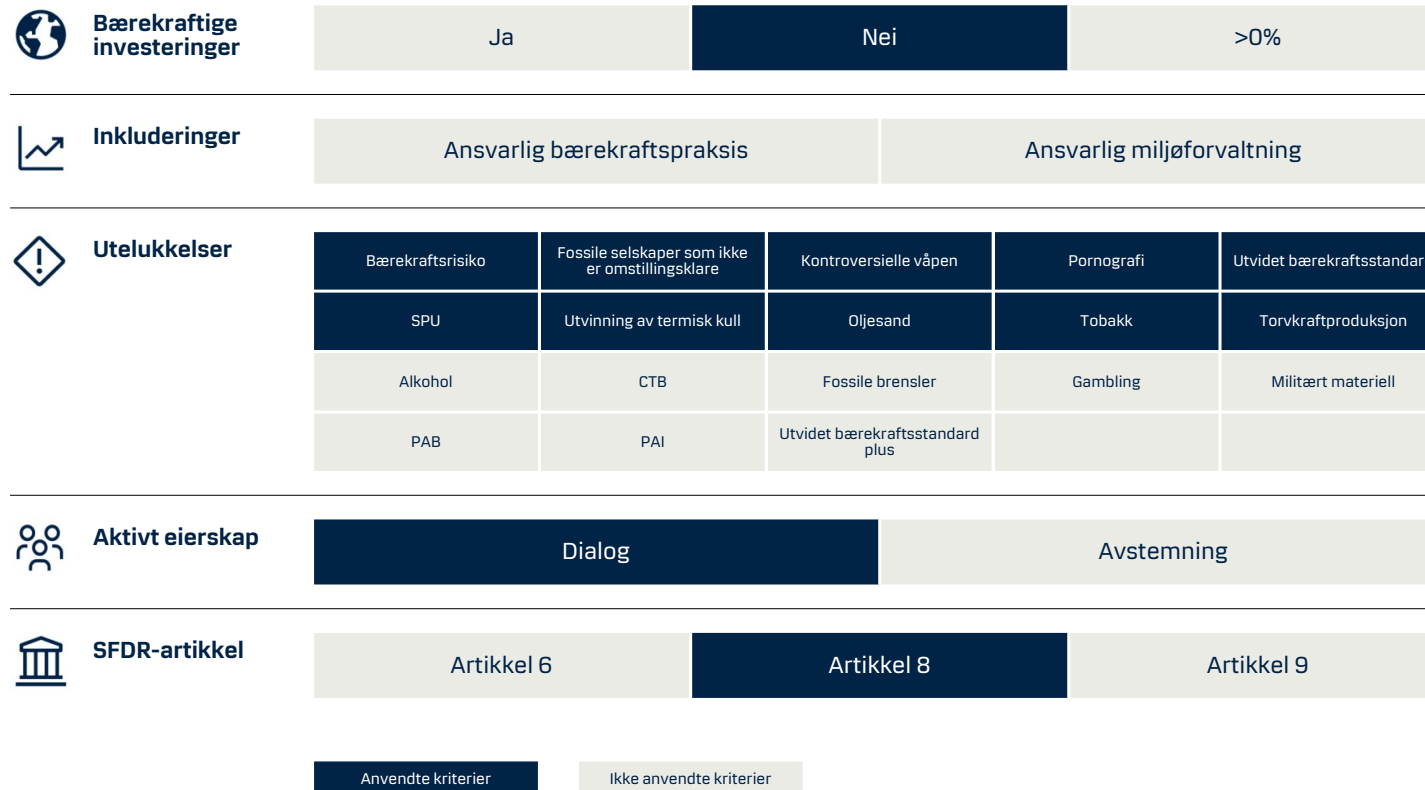 Bærekraftige
investeringer
Ja
Nei
>0%
Inkluderinger
Ansvarlig bærekraftspraksis
Ansvarlig miljøforvaltning
Utelukkelser
Bærekraftsrisiko
Fossile selskaper som ikke
er omstillingsklare
Kontroversielle våpen
Pornografi
Utvidet bærekraftsstandar
SPU
Utvinning av termisk kull
Oljesand
Tobakk
Torvkraftproduksjon
Alkohol
CTB
Fossile brensler
Gambling
Militært materiell
PAB
PAI
Utvidet bærekraftsstandard
plus
Aktivt eierskap
Dialog
Avstemning
SFDR-artikkel
Artikkel 6
Artikkel 8
Artikkel 9
Anvendte kriterier
Ikke anvendte kriterier